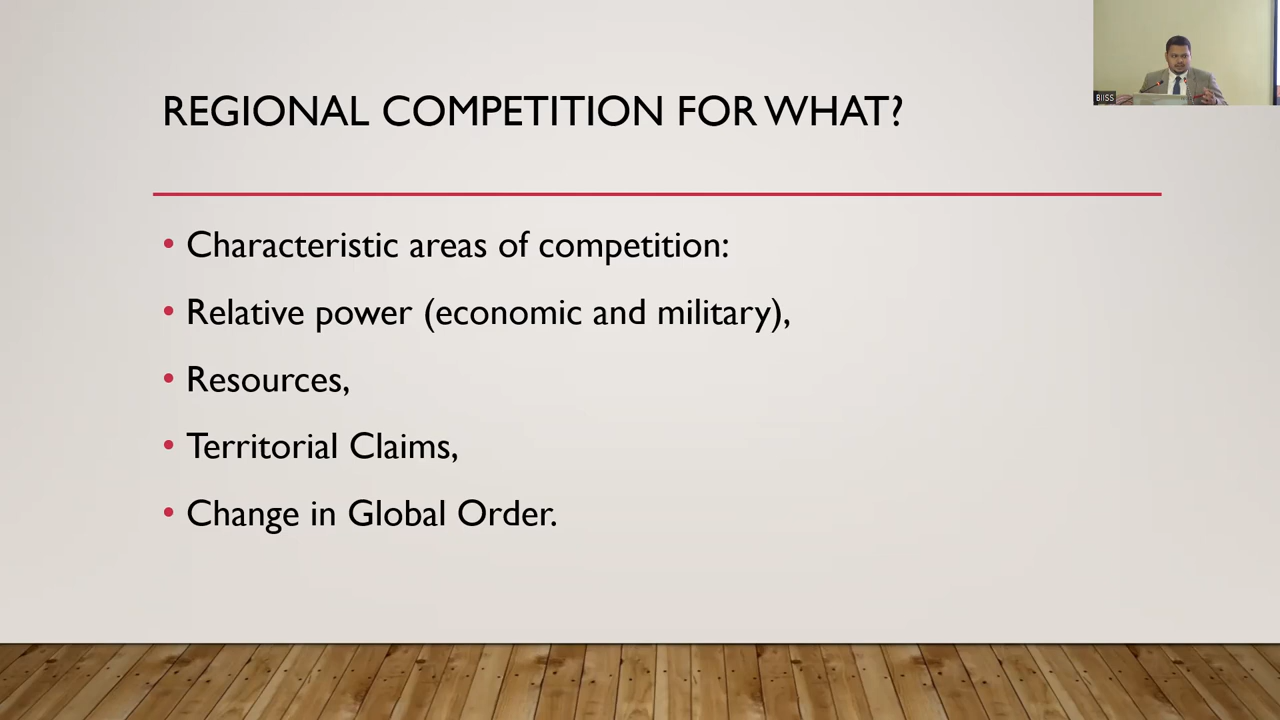 REGIONAL COMPETITION FOR WHAT?
BIISS
• Characteristic areas of competition:
• Relative power (economic and military),
• Resources,
• Territorial Claims,
• Change in Global Order.